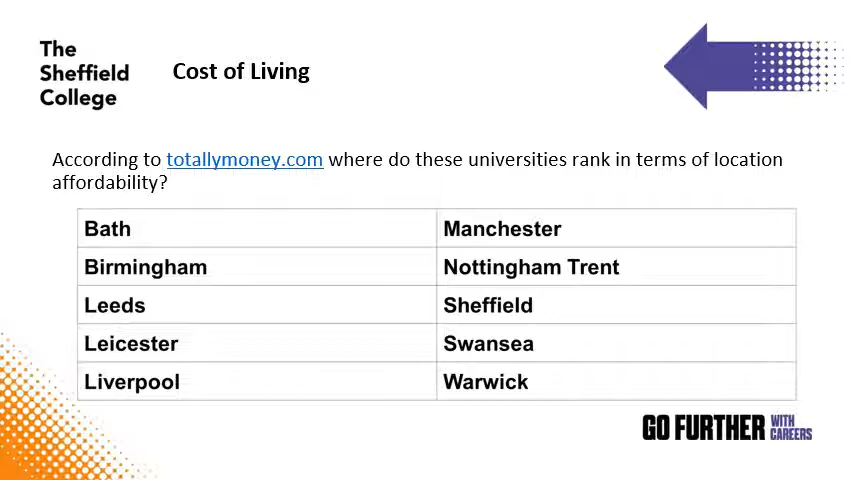 The
Sheffield
College
Cost of Living
According to totallymoney.com where do these universities rank in terms of location
affordability?
Bath Manchester
Birmingham Nottingham Trent
Leeds Sheffield
Leicester Swansea
Liverpool Warwick
GO FURTHER WITH CAREERS